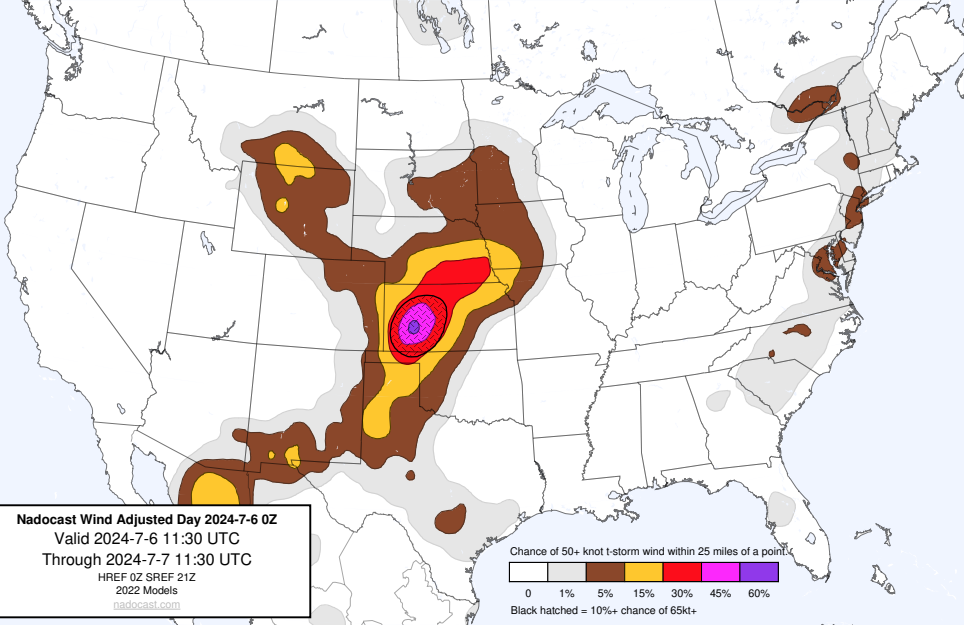 Nadocast Wind Adjusted Day 2024-7-6 0Z
Valid 2024-7-6 11:30 UTC
Through 2024-7-7 11:30 UTC
HREF 0Z SREF 21Z
2022 Models
nadocast.com
Chance of 50+ knot t-storm wind within 25 miles of a point.
0 1% 5% 15% 30% 45% 60%
Black hatched = 10%+ chance of 65kt+